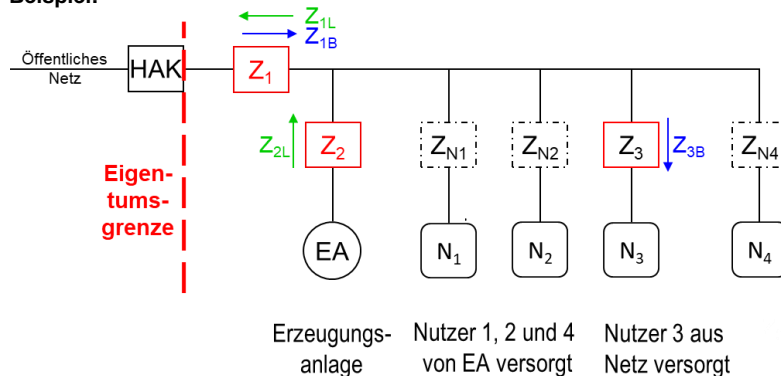 Beispiel:
Z1L
Z1B
Öffentliches
Netz
HAK
Z1
Z2L
Z2
ZN1
ZN2
Z3
Z3B
ZN4
Eigen-
tums-
grenze
EA
N1
N2
N3
N4
Erzeugungs-
anlage
Nutzer 1, 2 und 4
von EA versorgt
Nutzer 3 aus
Netz versorgt